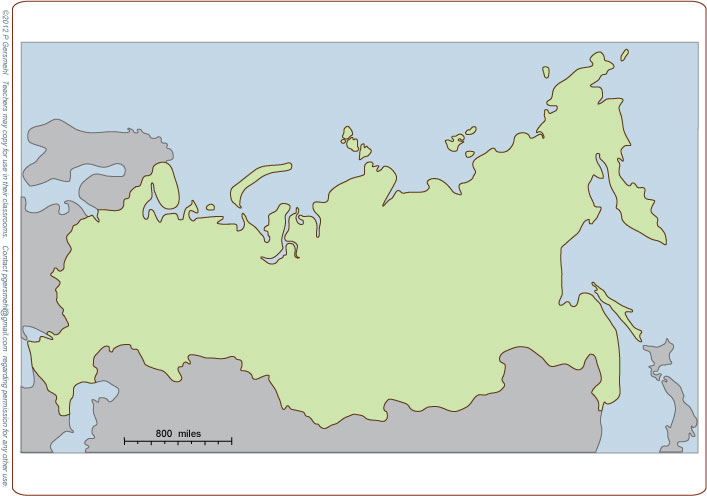 ©2012 P Gersmehl   Teachers may copy for use in their classrooms.   Contact pgersmeh@gmail.com   regarding permission for any other use.
800 miles